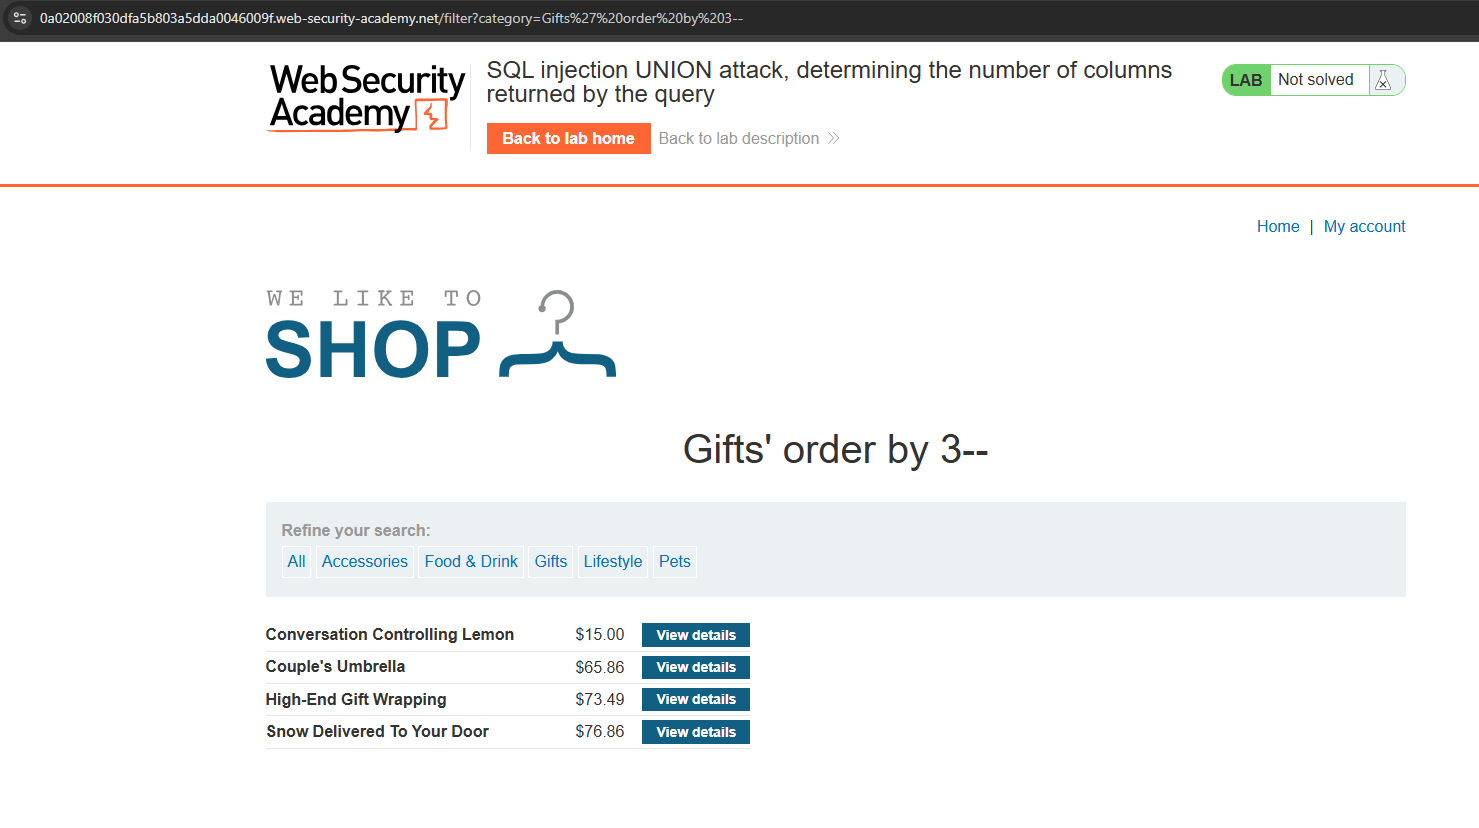 0a02008f030dfa5b803a5dda0046009f.web-security-academy.net/filter?category=Gifts%27%20order%20by%203--
Web Security
Academy
SQL injection UNION attack, determining the number of columns
returned by the query
Back to lab home
Back to lab description
LAB
Not solved
Home | My account
WE LIKE TO
SHOP
Gifts' order by 3--
Refine your search:
All Accessories Food & Drink Gifts Lifestyle Pets
Conversation Controlling Lemon $15.00 View details
Couple's Umbrella $65.86 View details
High-End Gift Wrapping $73.49 View details
Snow Delivered To Your Door $76.86 View details